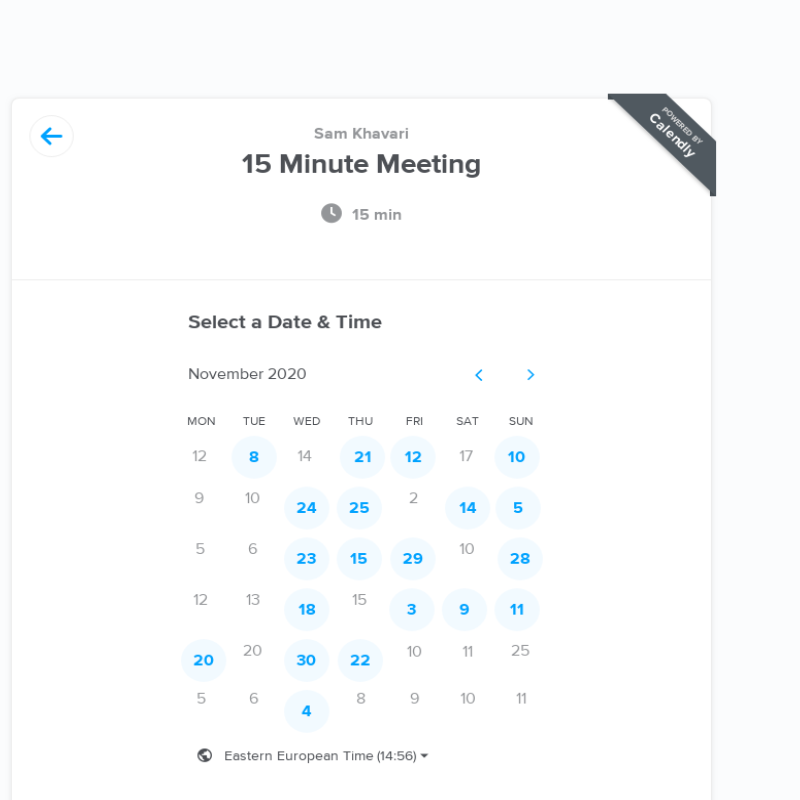 POWERED BY
Calendly
Sam Khavari
15 Minute Meeting
15 min
Select a Date & Time
November 2020
MON TUE WED THU FRI SAT SUN
12 8 14 21 12 17 10
9 10 24 25 2 14 5
5 6 23 15 29 10 28
12 13 18 15 3 9 11
20 20 30 22 10 11 25
5 6 4 8 9 10 11
Eastern European Time (14:56)